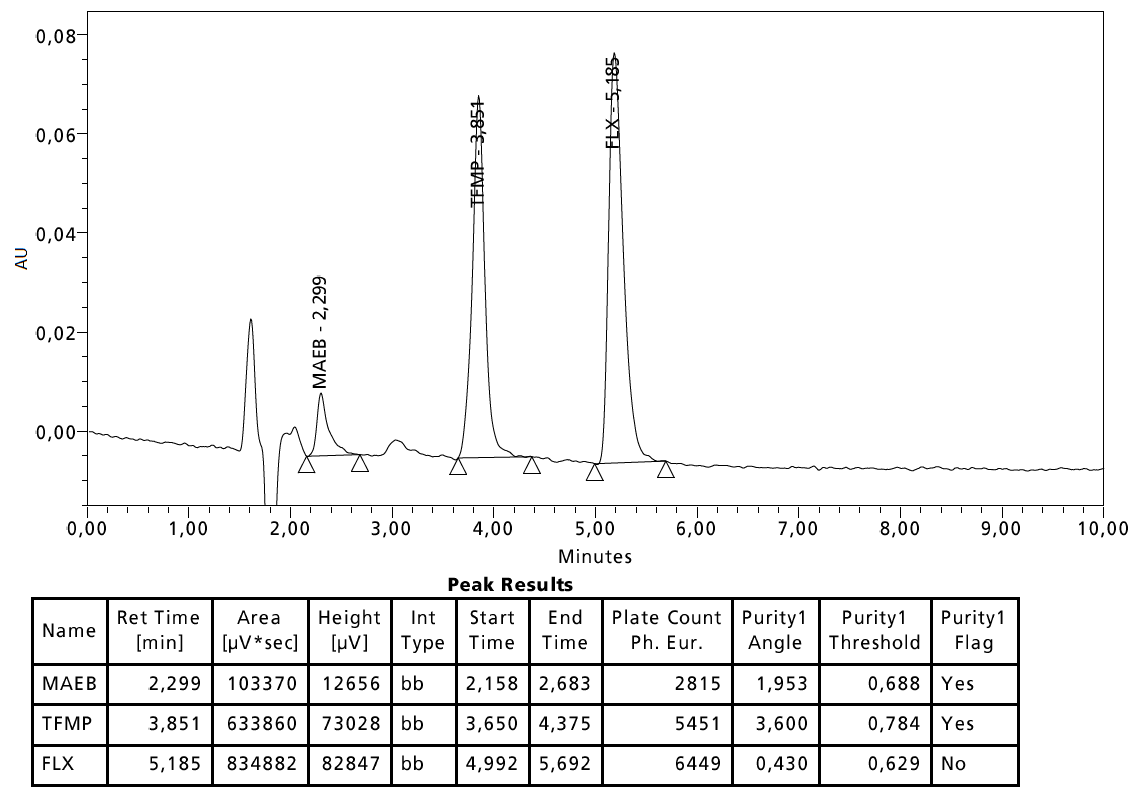 0,08
0,06
0,04
0,02
0,00
AU
MAEB - 2,299
TFMP - 3,851
FLX - 5,185
0,00 1,00 2,00 3,00 4,00 5,00 6,00 7,00 8,00 9,00 10,00
Minutes
Peak Results
Name Ret Time [min] Area [µV*sec] Height [µV] Int Type Start Time End Time Plate Count Ph. Eur. Purity1 Angle Purity1 Threshold Purity1 Flag
MAEB 2,299 103370 12656 bb 2,158 2,683 2815 1,953 0,688 Yes
TFMP 3,851 633860 73028 bb 3,650 4,375 5451 3,600 0,784 Yes
FLX 5,185 834882 82847 bb 4,992 5,692 6449 0,430 0,629 No